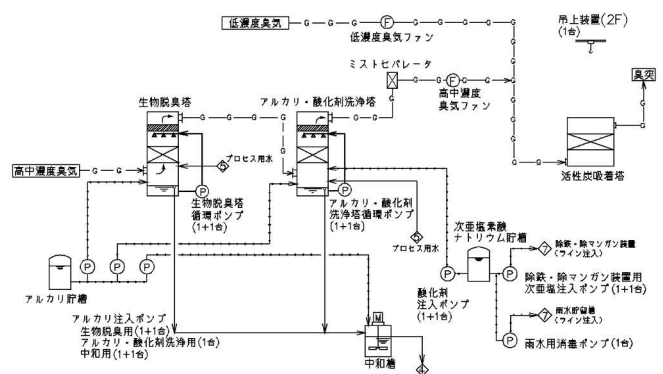 低濃度臭気
低濃度臭気ファン
吊上装置(2F)
(1台)
ミストセパレータ
高中濃度
臭気ファン
臭突
生物脱臭塔
アルカリ・酸化剤洗浄塔
活性炭吸着塔
プロセス用水
高中濃度臭気
生物脱臭塔
循環ポンプ
(1+1台)
アルカリ・酸化剤
洗浄塔循環ポンプ
(1+1台)
プロセス用水
次亜塩素酸
ナトリウム貯槽
除鉄・除マンガン装置
(ライン注入)
アルカリ貯槽
酸化剤
注入ポンプ
(1+1台)
除鉄・除マンガン装置用
次亜塩注入ポンプ(1+1台)
雨水貯留槽
(ライン注入)
アルカリ注入ポンプ
生物脱臭用(1+1台)
アルカリ・酸化剤洗浄用(1台)
中和用(1+1台)
中和槽
雨水用消毒ポンプ(1台)